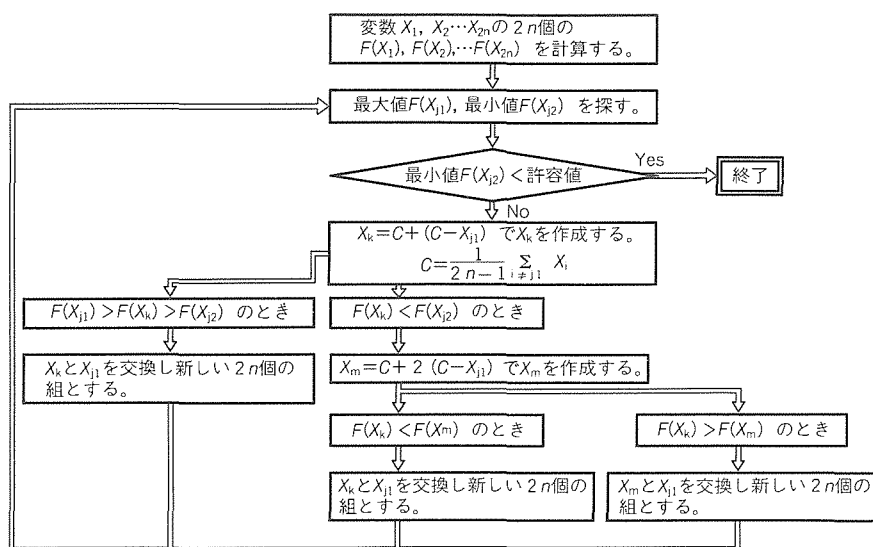 変数 X₁, X₂…X₂ₙの 2 n個の
F(X₁), F(X₂),…F(X₂ₙ) を計算する。
最大値F(Xj1), 最小値F(Xj2) を探す。
最小値F(Xj2)<許容値
Yes
終了
No
Xk=C+(C−Xj1) でXkを作成する。
C=1/(2n−1) Σ i≠j1 Xi
F(Xj1)>F(Xk)>F(Xj2) のとき
F(Xk)<F(Xj2) のとき
XkとXj1を交換し新しい 2 n個の
組とする。
Xm=C+2 (C−Xj1) でXmを作成する。
F(Xk)<F(Xm) のとき
F(Xk)>F(Xm) のとき
XkとXj1を交換し新しい 2 n個の
組とする。
XmとXj1を交換し新しい 2 n個の
組とする。